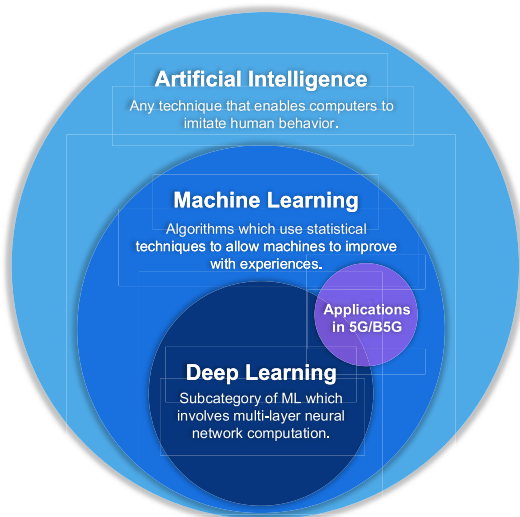 Artificial Intelligence
Any technique that enables computers to
imitate human behavior.
Machine Learning
Algorithms which use statistical
techniques to allow machines to improve
with experiences.
Applications
in 5G/B5G
Deep Learning
Subcategory of ML which
involves multi-layer neural
network computation.